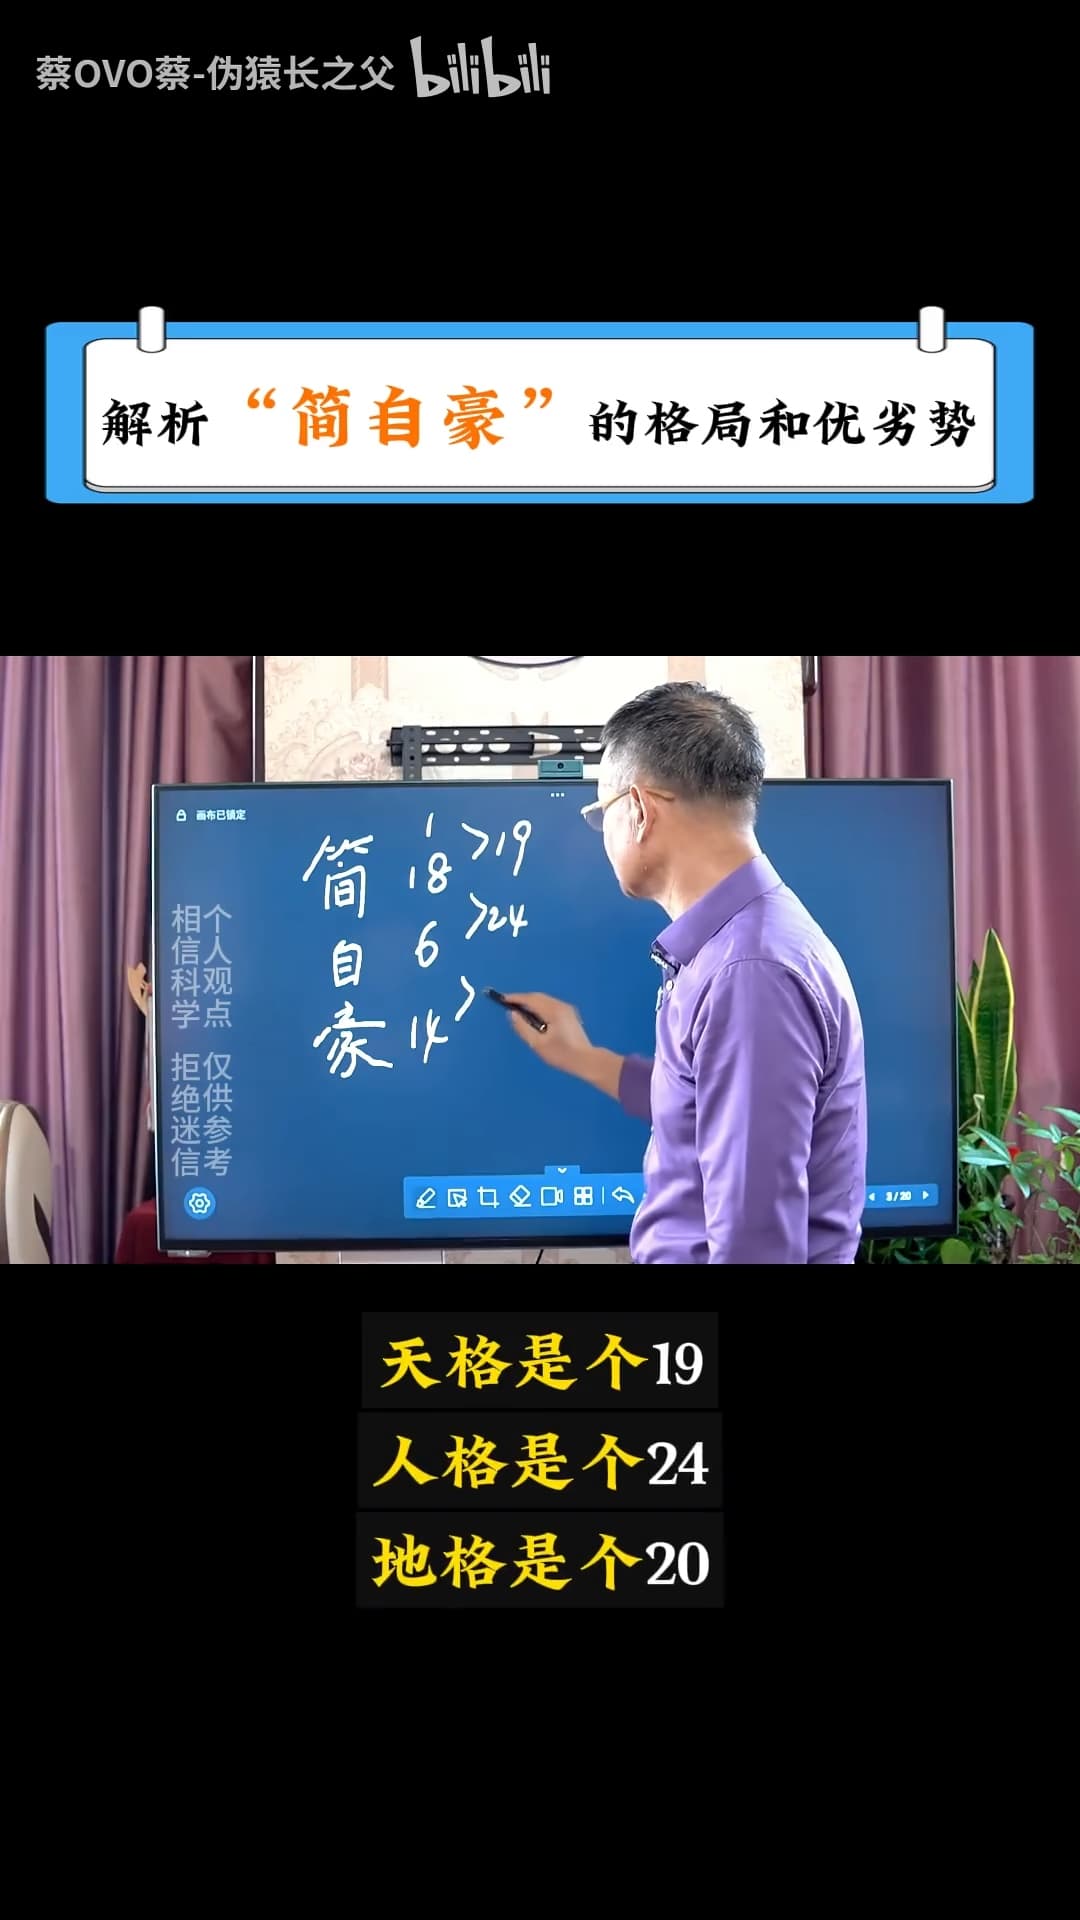 蔡OVO蔡-伪猿长之父 bilibili
解析“简自豪”的格局和优劣势
画布已锁定
1
简 18 >19
自 6 >24
豪 14 >
个人观点 仅供参考
相信科学 拒绝迷信
3/20
天格是个19
人格是个24
地格是个20